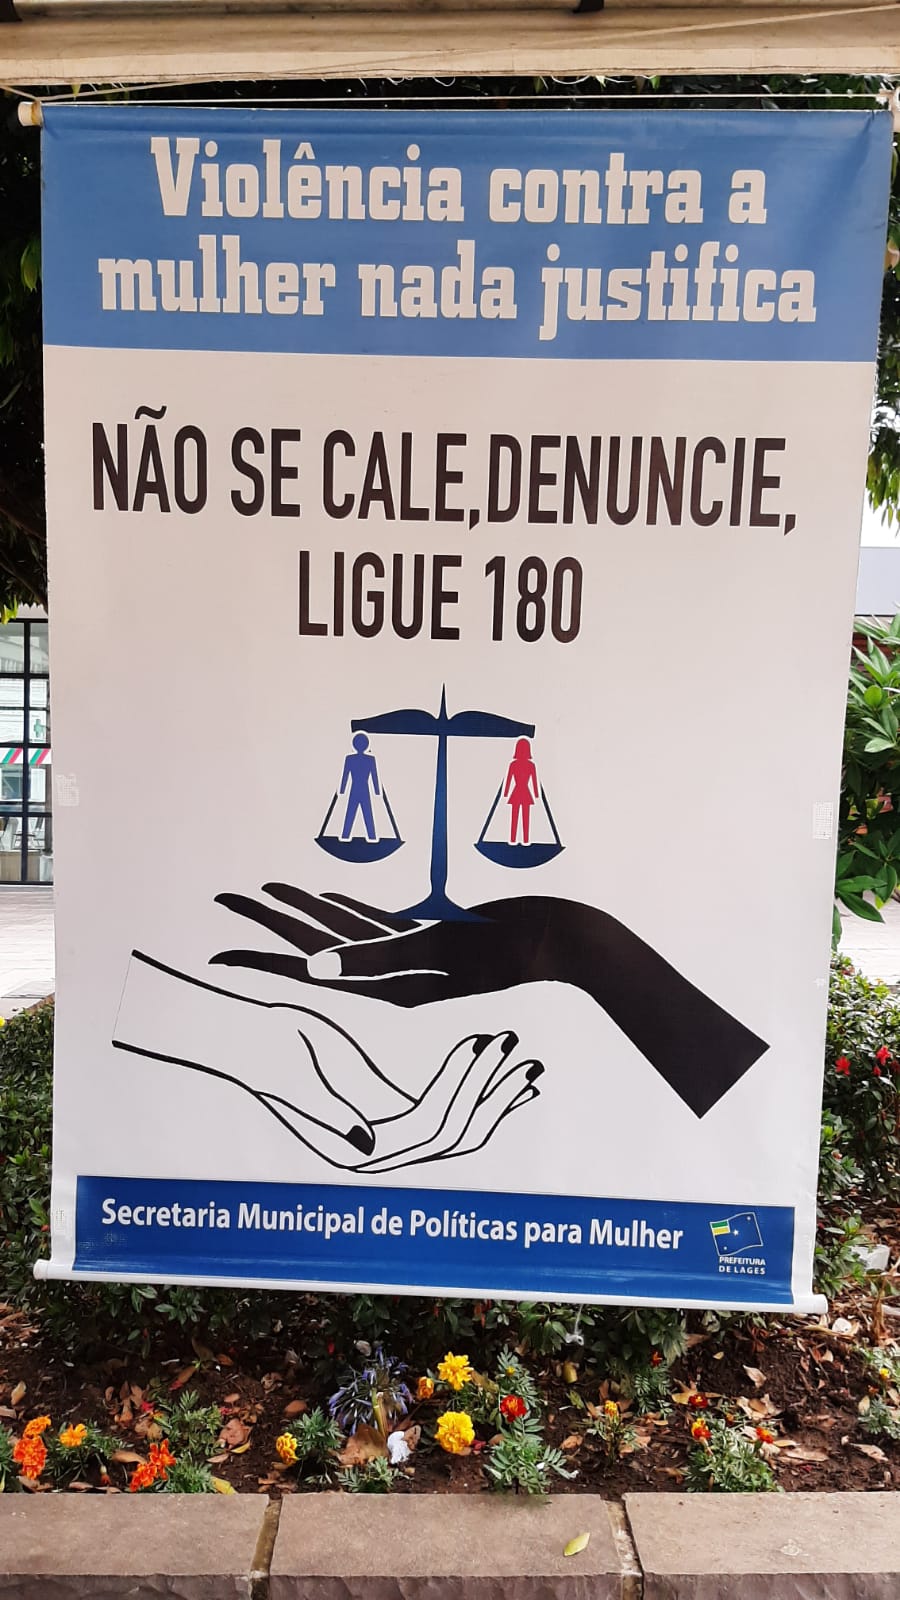 Violência contra a
mulher nada justifica
NÃO SE CALE,DENUNCIE,
LIGUE 180
Secretaria Municipal de Políticas para Mulher
PREFEITURA
DE LAGES